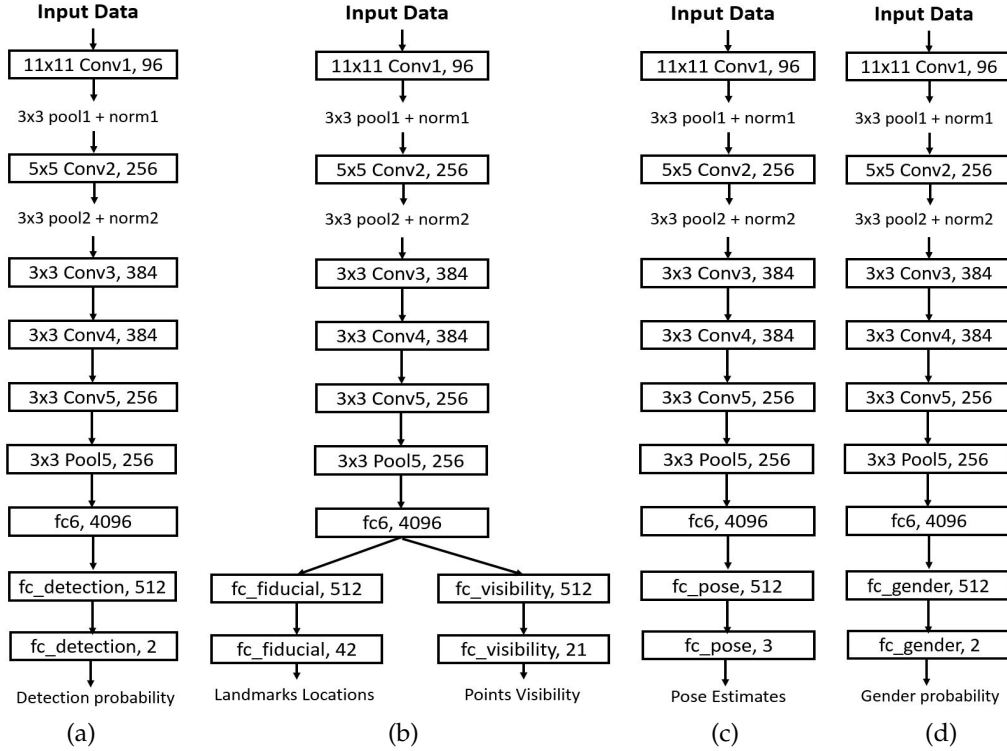 Input Data
11x11 Conv1, 96
3x3 pool1 + norm1
5x5 Conv2, 256
3x3 pool2 + norm2
3x3 Conv3, 384
3x3 Conv4, 384
3x3 Conv5, 256
3x3 Pool5, 256
fc6, 4096
fc_detection, 512
fc_detection, 2
Detection probability
(a)
Input Data
11x11 Conv1, 96
3x3 pool1 + norm1
5x5 Conv2, 256
3x3 pool2 + norm2
3x3 Conv3, 384
3x3 Conv4, 384
3x3 Conv5, 256
3x3 Pool5, 256
fc6, 4096
fc_fiducial, 512
fc_fiducial, 42
Landmarks Locations
fc_visibility, 512
fc_visibility, 21
Points Visibility
(b)
Input Data
11x11 Conv1, 96
3x3 pool1 + norm1
5x5 Conv2, 256
3x3 pool2 + norm2
3x3 Conv3, 384
3x3 Conv4, 384
3x3 Conv5, 256
3x3 Pool5, 256
fc6, 4096
fc_pose, 512
fc_pose, 3
Pose Estimates
(c)
Input Data
11x11 Conv1, 96
3x3 pool1 + norm1
5x5 Conv2, 256
3x3 pool2 + norm2
3x3 Conv3, 384
3x3 Conv4, 384
3x3 Conv5, 256
3x3 Pool5, 256
fc6, 4096
fc_gender, 512
fc_gender, 2
Gender probability
(d)